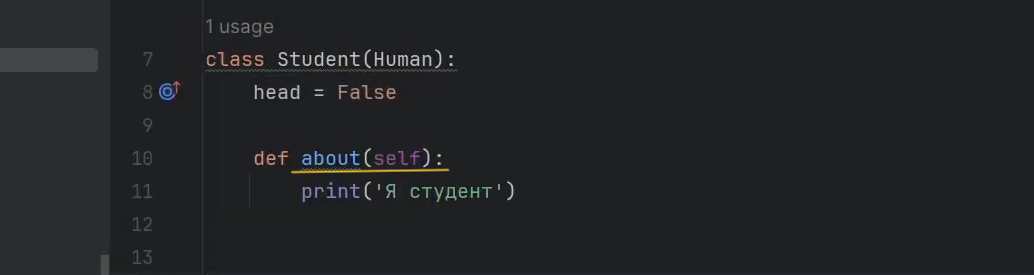 1 usage
7 class Student(Human):
8 head = False
9
10 def about(self):
11 print('Я студент')
12
13